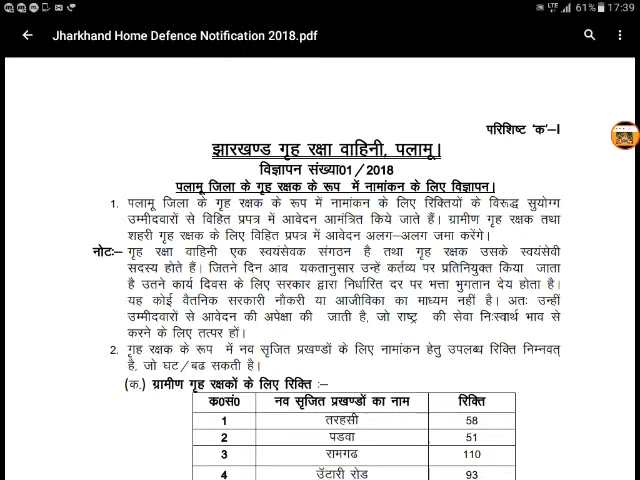 LTE 61% 17:39
Jharkhand Home Defence Notification 2018.pdf
परिशिष्ट 'क'–I
झारखण्ड गृह रक्षा वाहिनी, पलामू।
विज्ञापन संख्या01/2018
पलामू जिला के गृह रक्षक के रूप में नामांकन के लिए विज्ञापन।
1. पलामू जिला के गृह रक्षक के रूप में नामांकन के लिए रिक्तियों के विरूद्ध सुयोग्य
उम्मीदवारों से विहित प्रपत्र में आवेदन आमंत्रित किये जाते हैं। ग्रामीण गृह रक्षक तथा
शहरी गृह रक्षक के लिए विहित प्रपत्र में आवेदन अलग–अलग जमा करेंगे।
नोटः– गृह रक्षा वाहिनी एक स्वयंसेवक संगठन है तथा गृह रक्षक उसके स्वयंसेवी
सदस्य होते हैं। जितने दिन आव यकतानुसार उन्हें कर्तव्य पर प्रतिनियुक्त किया जाता
है उतने कार्य दिवस के लिए सरकार द्वारा निर्धारित दर पर भत्ता भुगतान देय होता है।
यह कोई वैतनिक सरकारी नौकरी या आजीविका का माध्यम नहीं है। अतः उन्हीं
उम्मीदवारों से आवेदन की अपेक्षा की जाती है, जो राष्ट्र की सेवा निःस्वार्थ भाव से
करने के लिए तत्पर हों।
2. गृह रक्षक के रूप में नव सृजित प्रखण्डों के लिए नामांकन हेतु उपलब्ध रिक्ति निम्नवत्
है, जो घट/बढ सकती है।
(क.) ग्रामीण गृह रक्षकों के लिए रिक्ति :–
क0सं0 नव सृजित प्रखण्डों का नाम रिक्ति
1 तरहसी 58
2 पडवा 51
3 रामगढ 110
4 उँटारी रोड 93